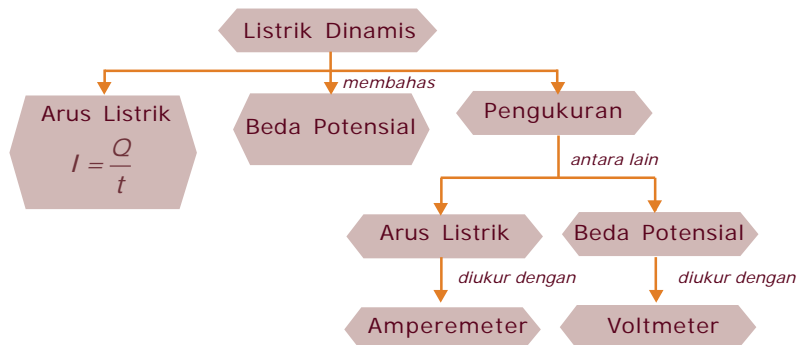 Listrik Dinamis
membahas
Arus Listrik
I = Q/t
Beda Potensial
Pengukuran
antara lain
Arus Listrik
Beda Potensial
diukur dengan
diukur dengan
Amperemeter
Voltmeter